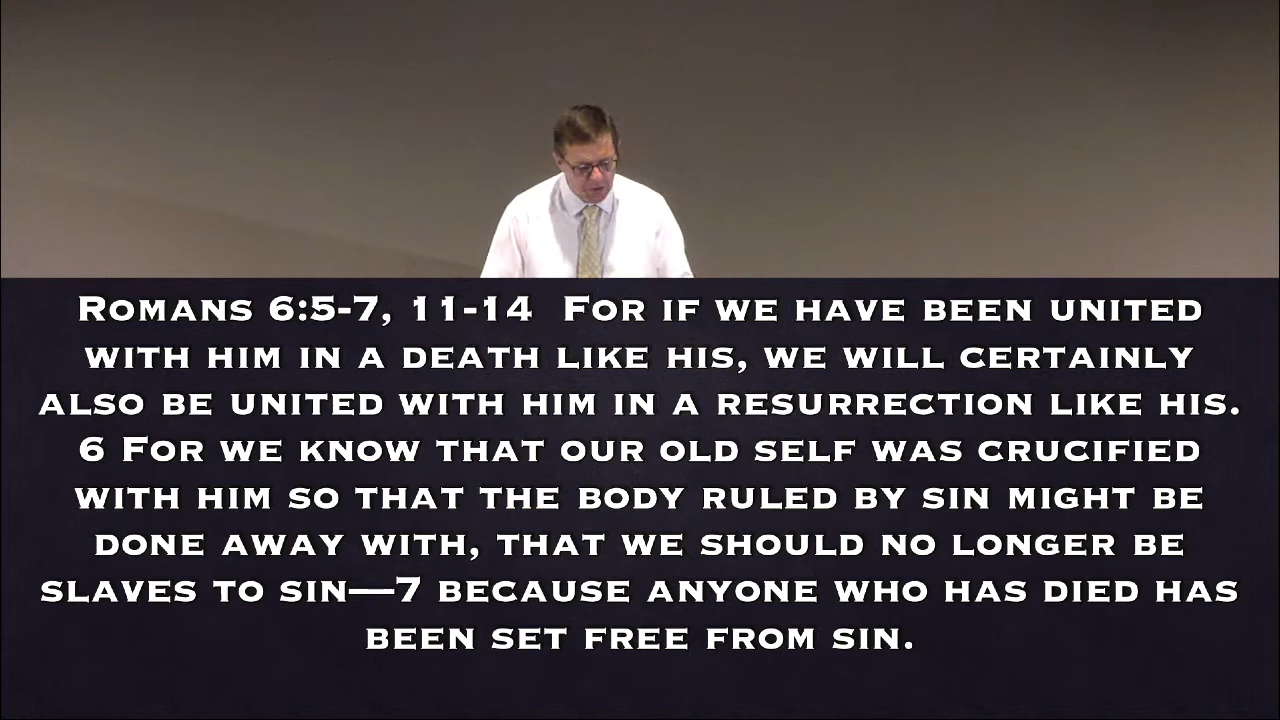 Romans 6:5-7, 11-14  For if we have been united
with him in a death like his, we will certainly
also be united with him in a resurrection like his.
6 For we know that our old self was crucified
with him so that the body ruled by sin might be
done away with, that we should no longer be
slaves to sin—7 because anyone who has died has
been set free from sin.